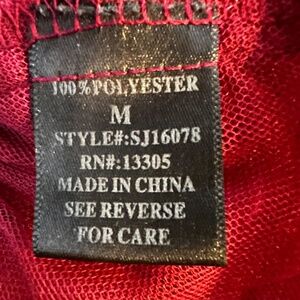 100%POLYESTER
M
STYLE#:SJ16078
RN#:13305
MADE IN CHINA
SEE REVERSE
FOR CARE